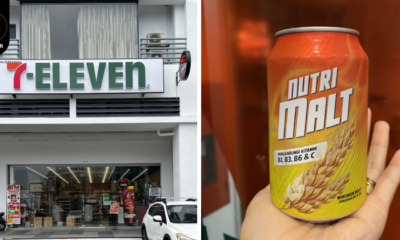 7-ELEVEN
NUTRI
MALT
MENGANDUNGI VITAMIN
B1, B3, B6 & C